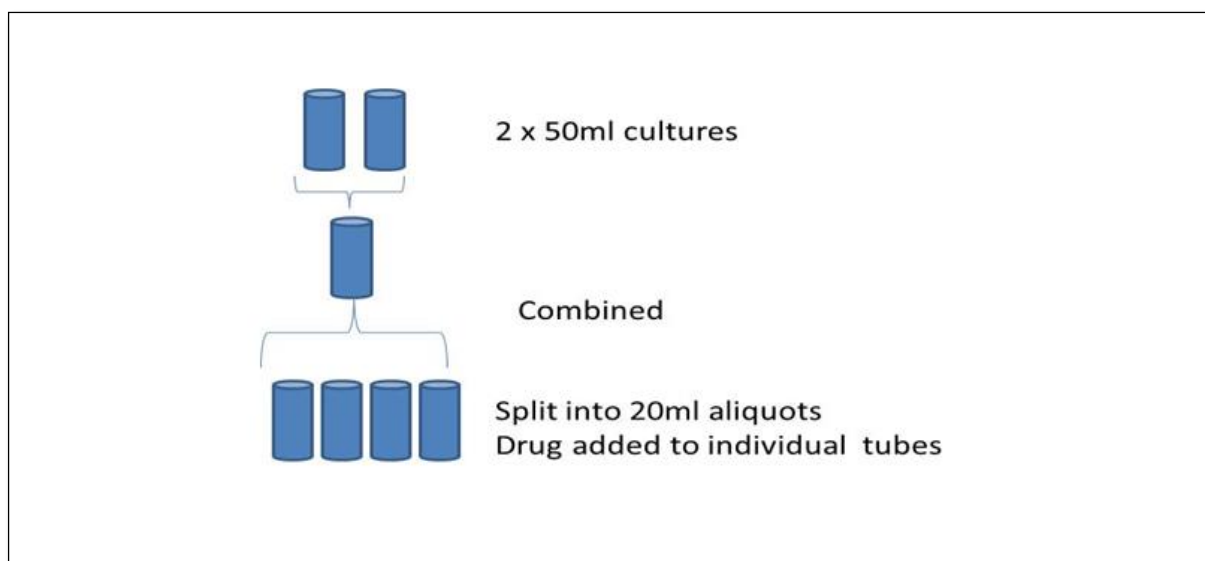 2 x 50ml cultures
Combined
Split into 20ml aliquots
Drug added to individual tubes